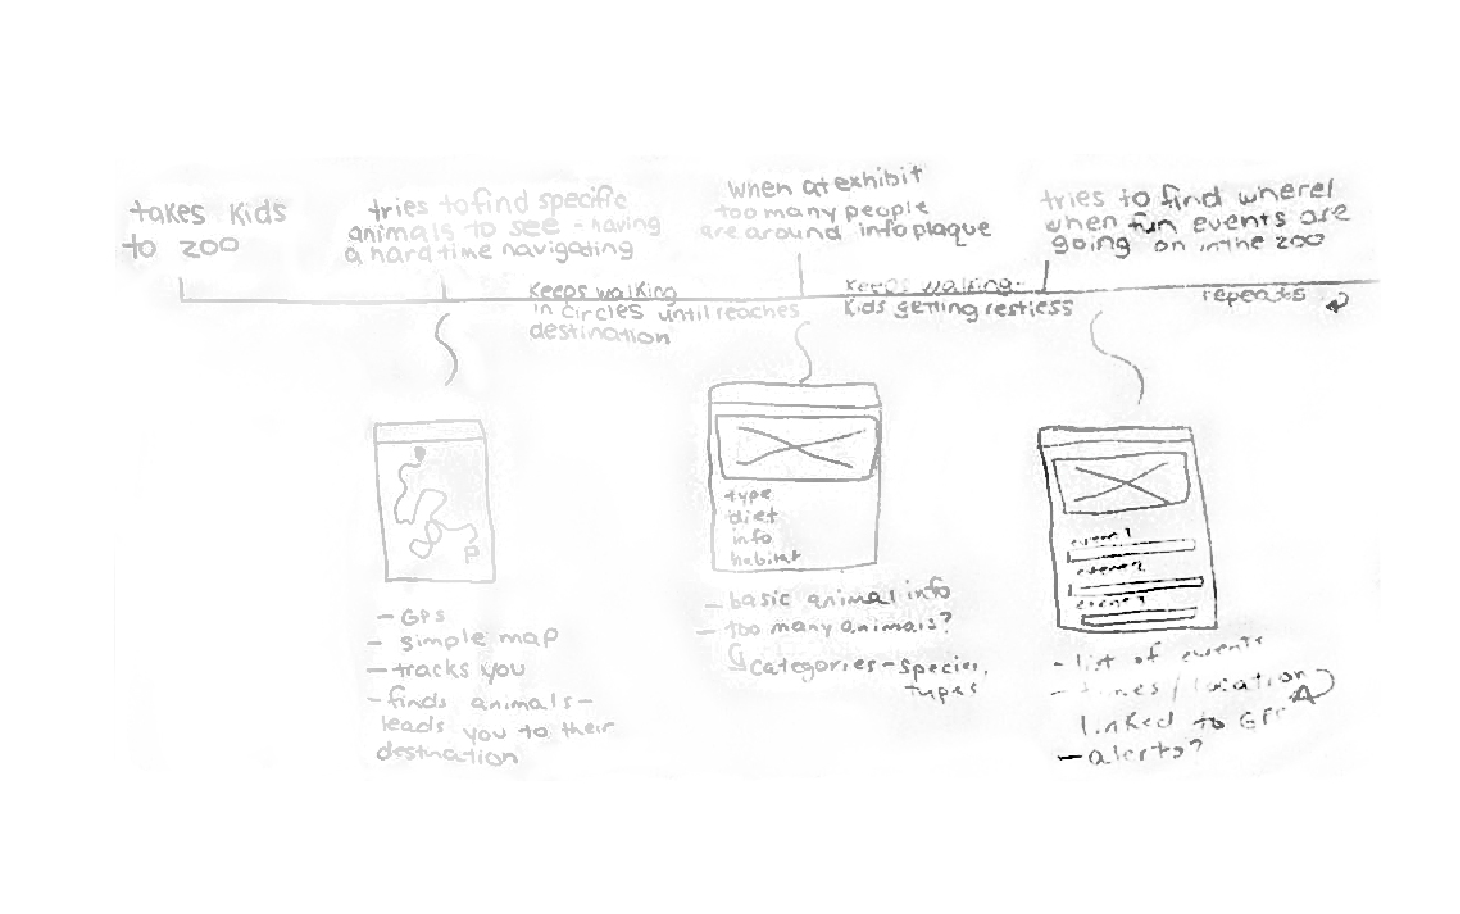 takes kids
to zoo
tries to find specific
animals to see - having
a hard time navigating
when at exhibit
too many people
are around info plaque
tries to find where/
when fun events are
going on in the zoo
keeps walking
in circles until reaches
destination
keeps walking-
kids getting restless
repeats
P
type
diet
info
habitat
event 1
event 2
event 3
- GPS
- simple map
- tracks you
- finds animals -
leads you to their
destination
- basic animal info
- too many animals?
categories - species,
types
- list of events
- times / location
linked to GPS
- alerts?